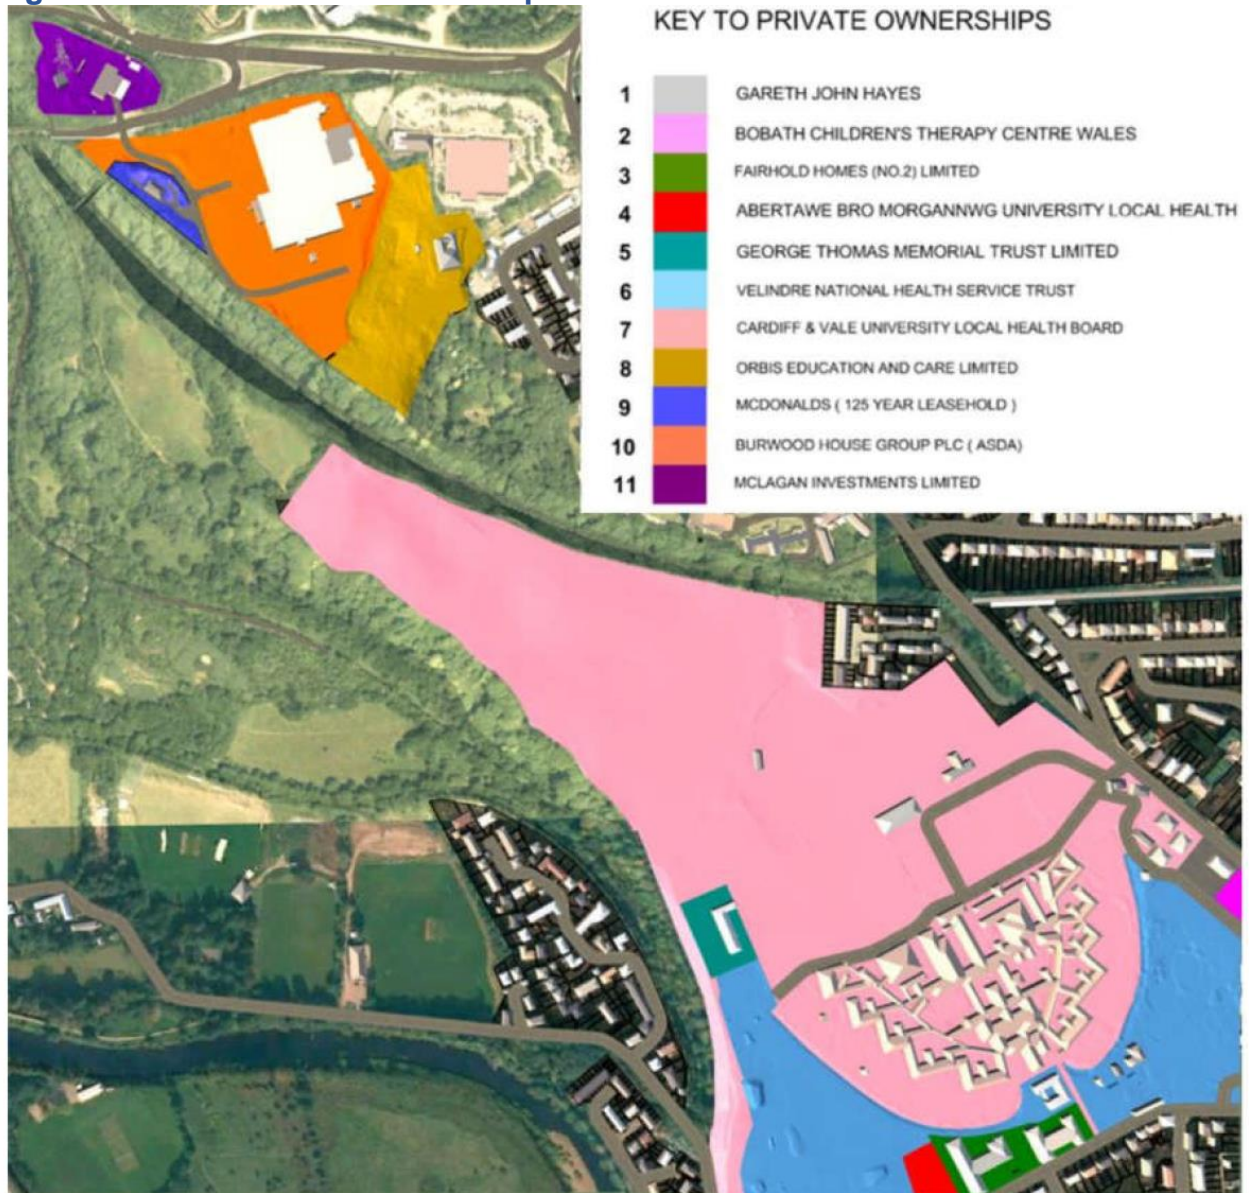 KEY TO PRIVATE OWNERSHIPS
1 GARETH JOHN HAYES
2 BOBATH CHILDREN'S THERAPY CENTRE WALES
3 FAIRHOLD HOMES (NO.2) LIMITED
4 ABERTAWE BRO MORGANNWG UNIVERSITY LOCAL HEALTH
5 GEORGE THOMAS MEMORIAL TRUST LIMITED
6 VELINDRE NATIONAL HEALTH SERVICE TRUST
7 CARDIFF & VALE UNIVERSITY LOCAL HEALTH BOARD
8 ORBIS EDUCATION AND CARE LIMITED
9 MCDONALDS ( 125 YEAR LEASEHOLD )
10 BURWOOD HOUSE GROUP PLC ( ASDA)
11 MCLAGAN INVESTMENTS LIMITED